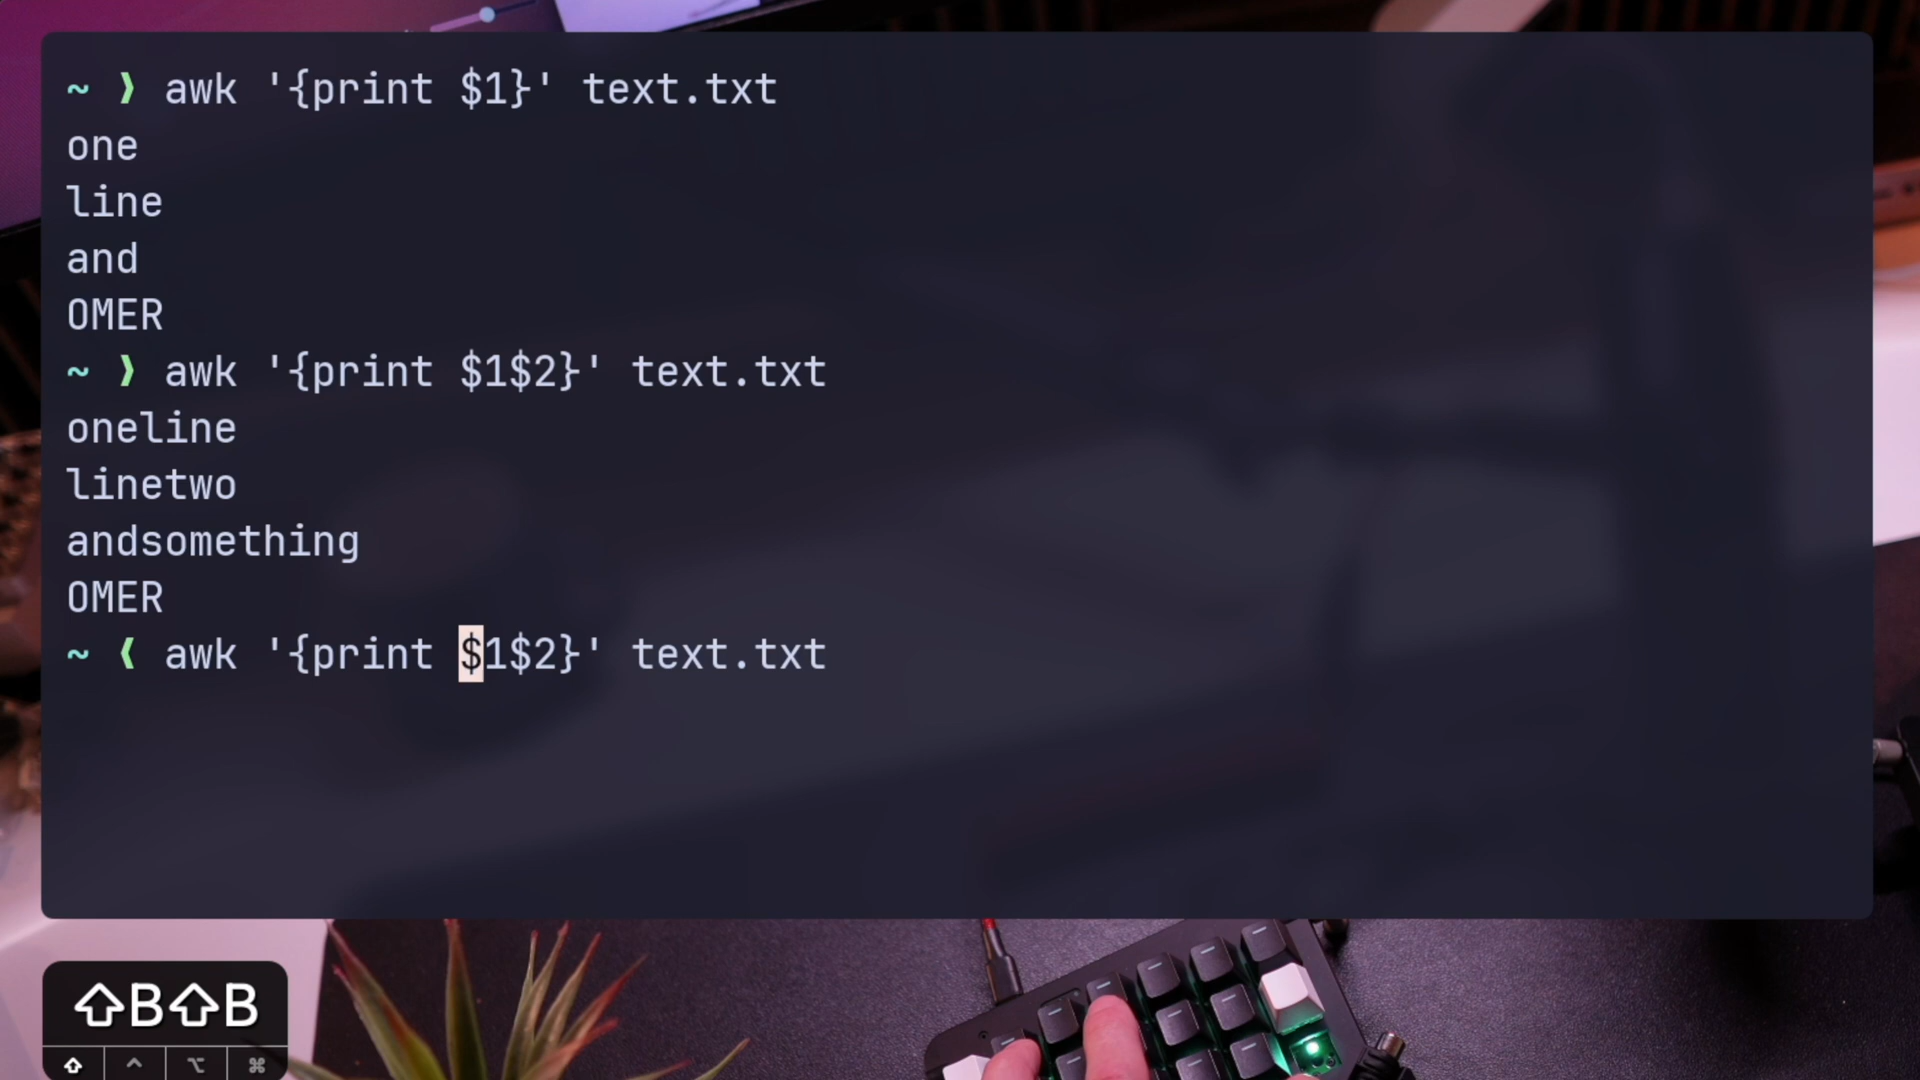 ~ ❯ awk '{print $1}' text.txt
one
line
and
OMER
~ ❯ awk '{print $1$2}' text.txt
oneline
linetwo
andsomething
OMER
~ ❮ awk '{print $1$2}' text.txt
⇧B⇧B
⇧ ^ ⌥ ⌘